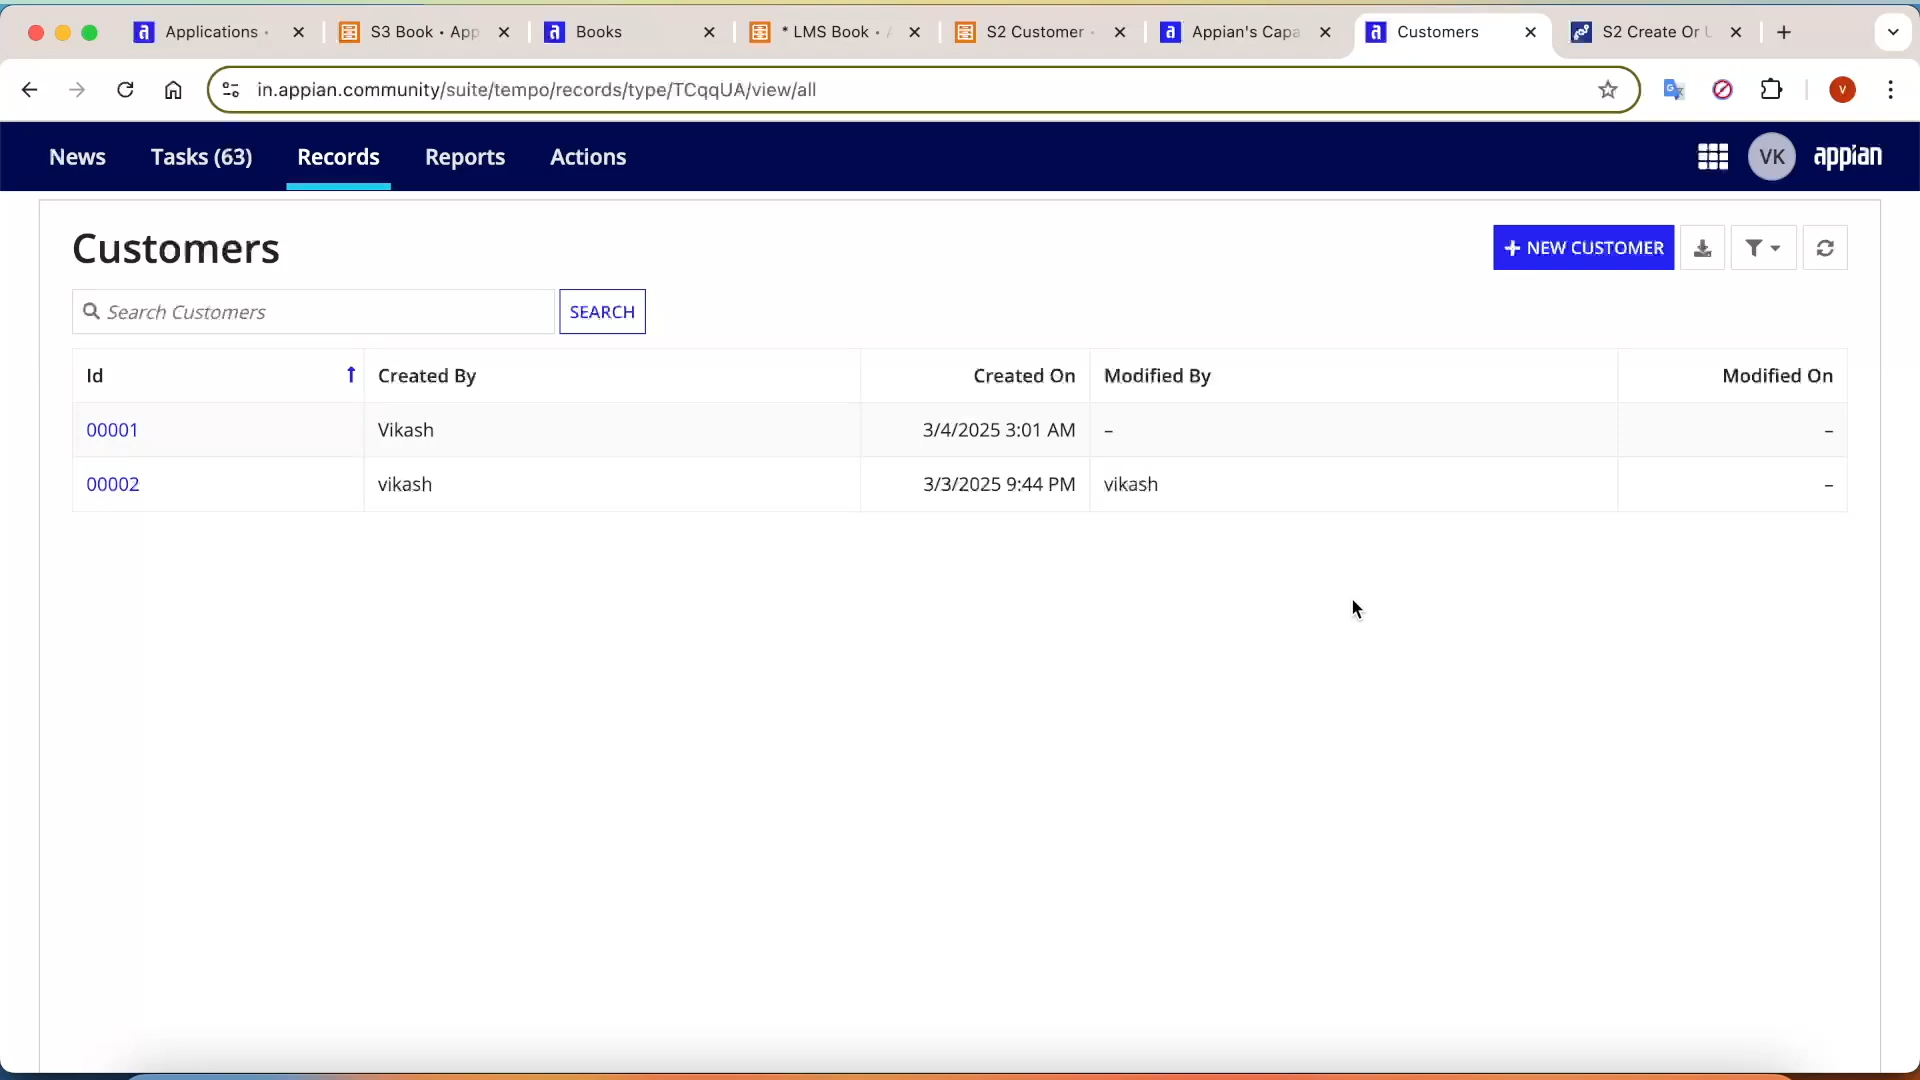 Applications
S3 Book • App
Books
* LMS Book •
S2 Customer
Appian's Capa
Customers
S2 Create Or U
in.appian.community/suite/tempo/records/type/TCqqUA/view/all
V
News
Tasks (63)
Records
Reports
Actions
VK
appian
Customers
+ NEW CUSTOMER
Search Customers
SEARCH
Id
Created By
Created On
Modified By
Modified On
00001
Vikash
3/4/2025 3:01 AM
–
–
00002
vikash
3/3/2025 9:44 PM
vikash
–